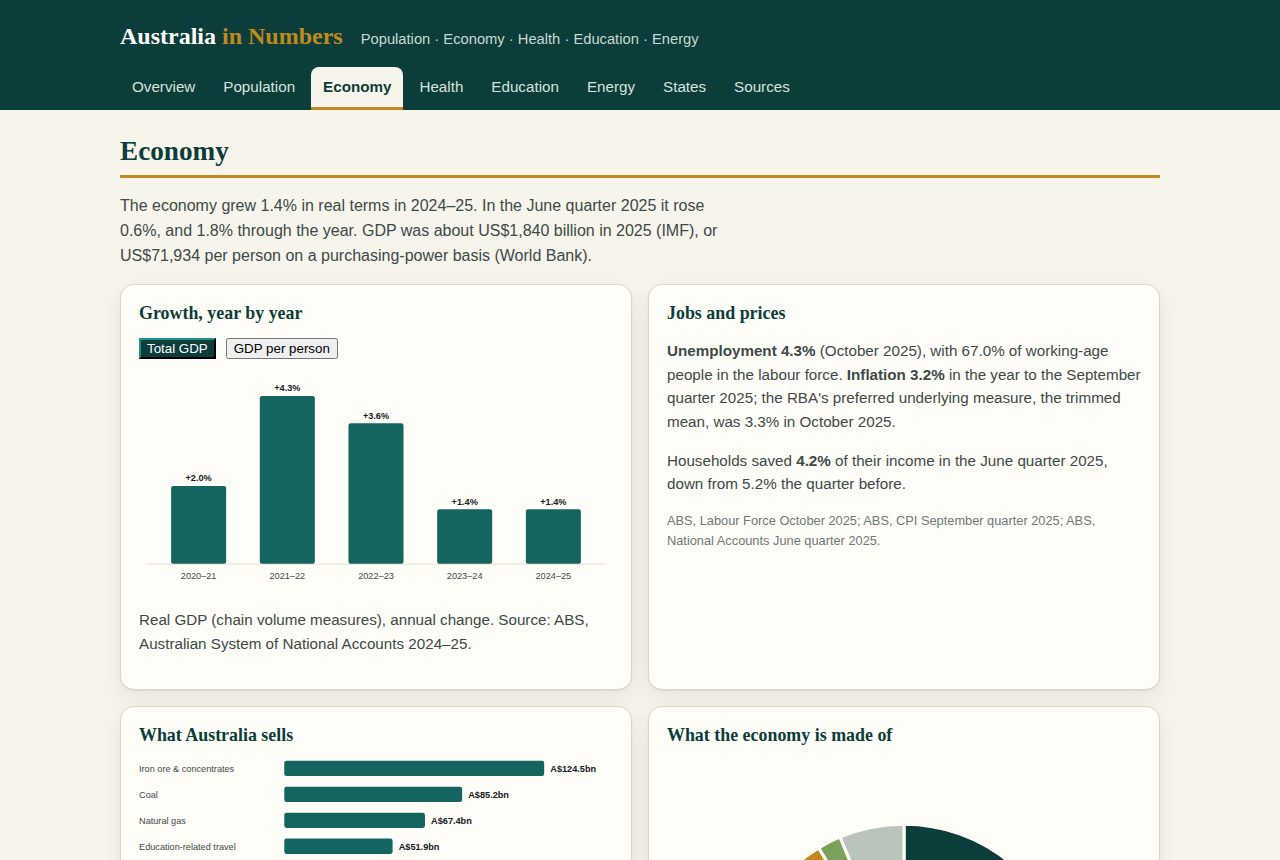 Australia in Numbers Population · Economy · Health · Education · Energy
Overview Population Economy Health Education Energy States Sources
Economy
The economy grew 1.4% in real terms in 2024–25. In the June quarter 2025 it rose
0.6%, and 1.8% through the year. GDP was about US$1,840 billion in 2025 (IMF), or
US$71,934 per person on a purchasing-power basis (World Bank).
Growth, year by year
Total GDP GDP per person
+2.0% +4.3% +3.6% +1.4% +1.4%
2020–21 2021–22 2022–23 2023–24 2024–25
Real GDP (chain volume measures), annual change. Source: ABS,
Australian System of National Accounts 2024–25.
Jobs and prices
Unemployment 4.3% (October 2025), with 67.0% of working-age
people in the labour force. Inflation 3.2% in the year to the September
quarter 2025; the RBA's preferred underlying measure, the trimmed
mean, was 3.3% in October 2025.
Households saved 4.2% of their income in the June quarter 2025,
down from 5.2% the quarter before.
ABS, Labour Force October 2025; ABS, CPI September quarter 2025; ABS,
National Accounts June quarter 2025.
What Australia sells
Iron ore & concentrates A$124.5bn
Coal A$85.2bn
Natural gas A$67.4bn
Education-related travel A$51.9bn
What the economy is made of